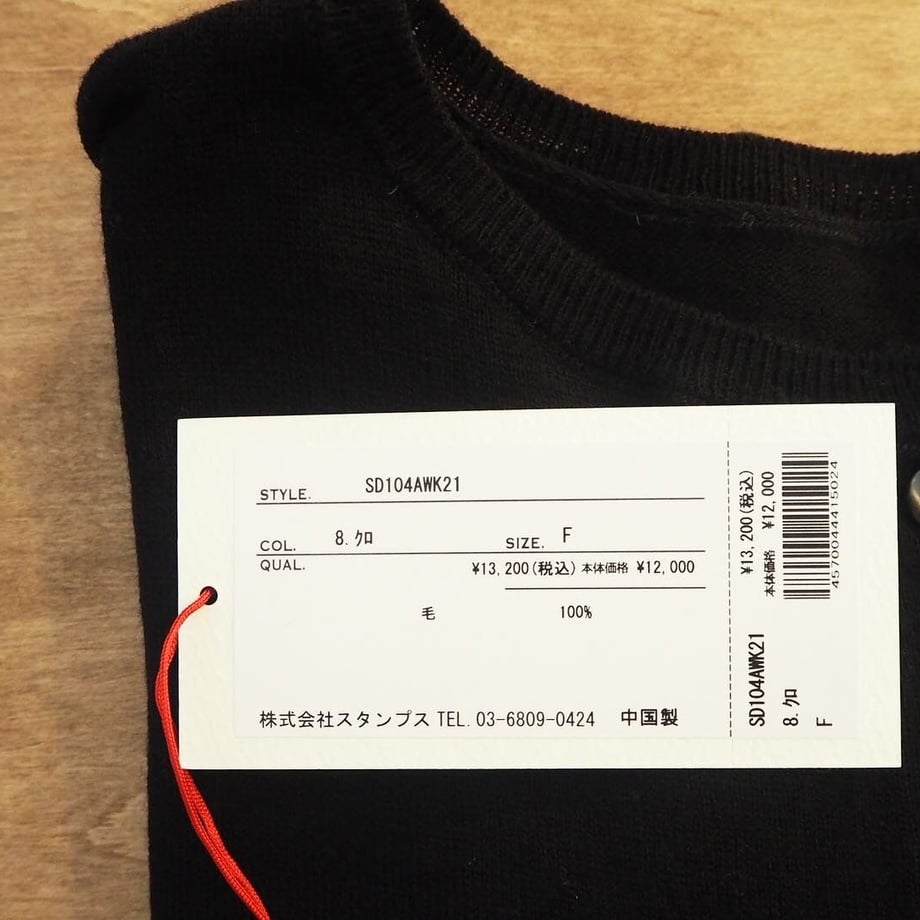 STYLE. SD104AWK21
COL. 8.ｸﾛ SIZE. F
QUAL. ¥13,200(税込) 本体価格 ¥12,000
毛 100%
株式会社スタンプス TEL.03-6809-0424 中国製
¥13,200(税込)
本体価格 ¥12,000
4570044415024
SD104AWK21
8.ｸﾛ
F